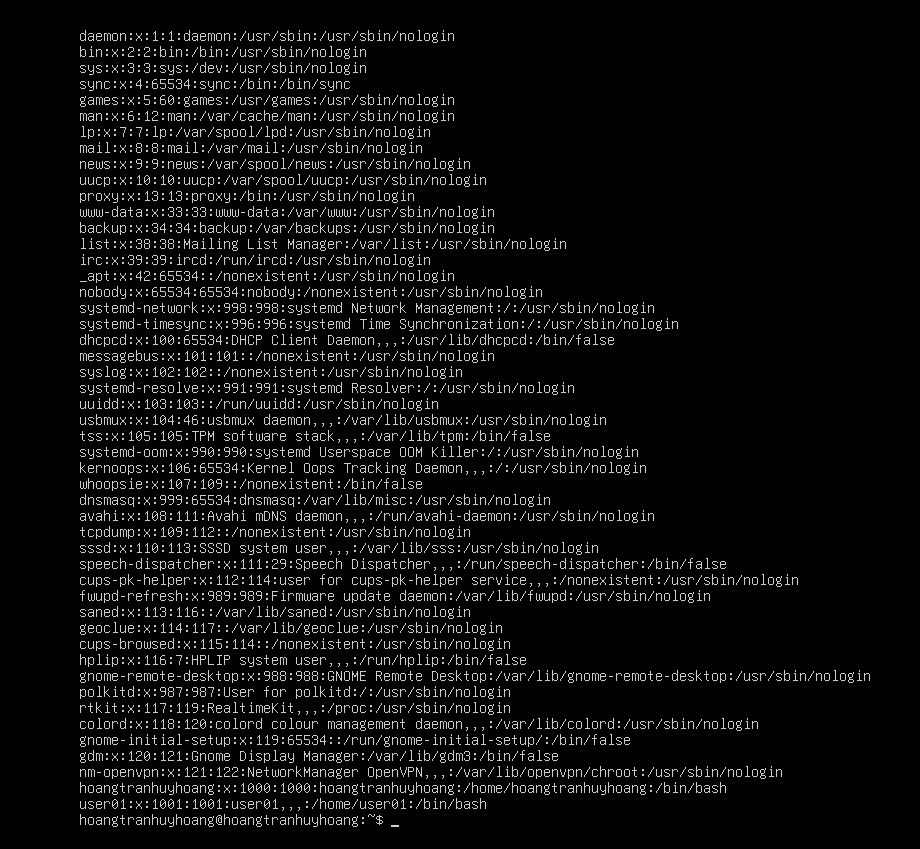 daemon:x:1:1:daemon:/usr/sbin:/usr/sbin/nologin
bin:x:2:2:bin:/bin:/usr/sbin/nologin
sys:x:3:3:sys:/dev:/usr/sbin/nologin
sync:x:4:65534:sync:/bin:/bin/sync
games:x:5:60:games:/usr/games:/usr/sbin/nologin
man:x:6:12:man:/var/cache/man:/usr/sbin/nologin
lp:x:7:7:lp:/var/spool/lpd:/usr/sbin/nologin
mail:x:8:8:mail:/var/mail:/usr/sbin/nologin
news:x:9:9:news:/var/spool/news:/usr/sbin/nologin
uucp:x:10:10:uucp:/var/spool/uucp:/usr/sbin/nologin
proxy:x:13:13:proxy:/bin:/usr/sbin/nologin
www-data:x:33:33:www-data:/var/www:/usr/sbin/nologin
backup:x:34:34:backup:/var/backups:/usr/sbin/nologin
list:x:38:38:Mailing List Manager:/var/list:/usr/sbin/nologin
irc:x:39:39:ircd:/run/ircd:/usr/sbin/nologin
_apt:x:42:65534::/nonexistent:/usr/sbin/nologin
nobody:x:65534:65534:nobody:/nonexistent:/usr/sbin/nologin
systemd-network:x:998:998:systemd Network Management:/:/usr/sbin/nologin
systemd-timesync:x:996:996:systemd Time Synchronization:/:/usr/sbin/nologin
dhcpcd:x:100:65534:DHCP Client Daemon,,,:/usr/lib/dhcpcd:/bin/false
messagebus:x:101:101::/nonexistent:/usr/sbin/nologin
syslog:x:102:102::/nonexistent:/usr/sbin/nologin
systemd-resolve:x:991:991:systemd Resolver:/:/usr/sbin/nologin
uuidd:x:103:103::/run/uuidd:/usr/sbin/nologin
usbmux:x:104:46:usbmux daemon,,,:/var/lib/usbmux:/usr/sbin/nologin
tss:x:105:105:TPM software stack,,,:/var/lib/tpm:/bin/false
systemd-oom:x:990:990:systemd Userspace OOM Killer:/:/usr/sbin/nologin
kernoops:x:106:65534:Kernel Oops Tracking Daemon,,,:/:/usr/sbin/nologin
whoopsie:x:107:109::/nonexistent:/bin/false
dnsmasq:x:999:65534:dnsmasq:/var/lib/misc:/usr/sbin/nologin
avahi:x:108:111:Avahi mDNS daemon,,,:/run/avahi-daemon:/usr/sbin/nologin
tcpdump:x:109:112::/nonexistent:/usr/sbin/nologin
sssd:x:110:113:SSSD system user,,,:/var/lib/sss:/usr/sbin/nologin
speech-dispatcher:x:111:29:Speech Dispatcher,,,:/run/speech-dispatcher:/bin/false
cups-pk-helper:x:112:114:user for cups-pk-helper service,,,:/nonexistent:/usr/sbin/nologin
fwupd-refresh:x:989:989:Firmware update daemon:/var/lib/fwupd:/usr/sbin/nologin
saned:x:113:116::/var/lib/saned:/usr/sbin/nologin
geoclue:x:114:117::/var/lib/geoclue:/usr/sbin/nologin
cups-browsed:x:115:114::/nonexistent:/usr/sbin/nologin
hplip:x:116:7:HPLIP system user,,,:/run/hplip:/bin/false
gnome-remote-desktop:x:988:988:GNOME Remote Desktop:/var/lib/gnome-remote-desktop:/usr/sbin/nologin
polkitd:x:987:987:User for polkitd:/:/usr/sbin/nologin
rtkit:x:117:119:RealtimeKit,,,:/proc:/usr/sbin/nologin
colord:x:118:120:colord colour management daemon,,,:/var/lib/colord:/usr/sbin/nologin
gnome-initial-setup:x:119:65534::/run/gnome-initial-setup/:/bin/false
gdm:x:120:121:Gnome Display Manager:/var/lib/gdm3:/bin/false
nm-openvpn:x:121:122:NetworkManager OpenVPN,,,:/var/lib/openvpn/chroot:/usr/sbin/nologin
hoangtranhuyhoang:x:1000:1000:hoangtranhuyhoang:/home/hoangtranhuyhoang:/bin/bash
user01:x:1001:1001:user01,,,:/home/user01:/bin/bash
hoangtranhuyhoang@hoangtranhuyhoang:~$ _